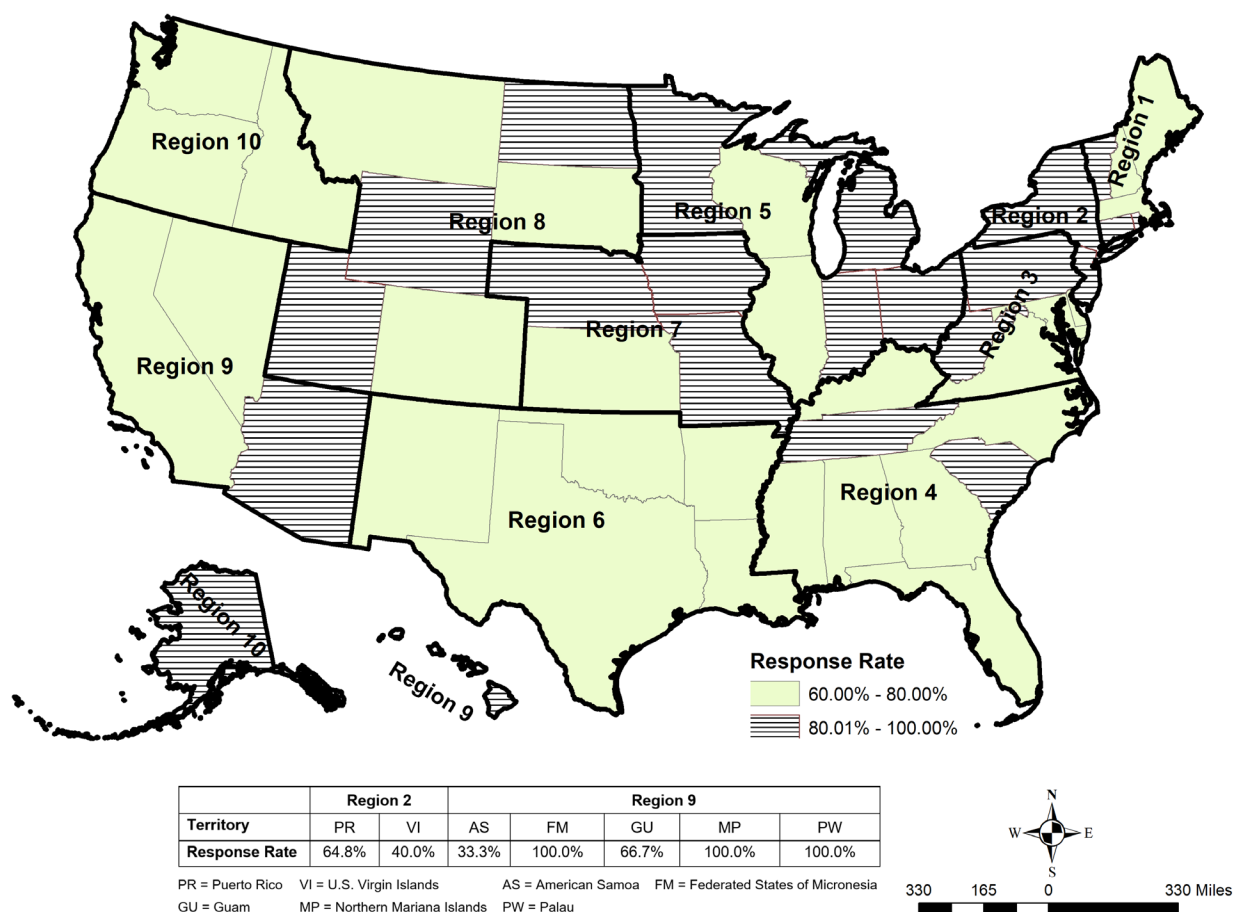 Region 1
Region 10
Region 2
Region 5
Region 8
Region 3
Region 7
Region 9
Region 4
Region 6
Region 10
Region 9
Response Rate
60.00% - 80.00%
80.01% - 100.00%
Region 2 Region 9
Territory PR VI AS FM GU MP PW
Response Rate 64.8% 40.0% 33.3% 100.0% 66.7% 100.0% 100.0%
PR = Puerto Rico VI = U.S. Virgin Islands AS = American Samoa FM = Federated States of Micronesia
GU = Guam MP = Northern Mariana Islands PW = Palau
N
W E
S
330 165 0 330 Miles